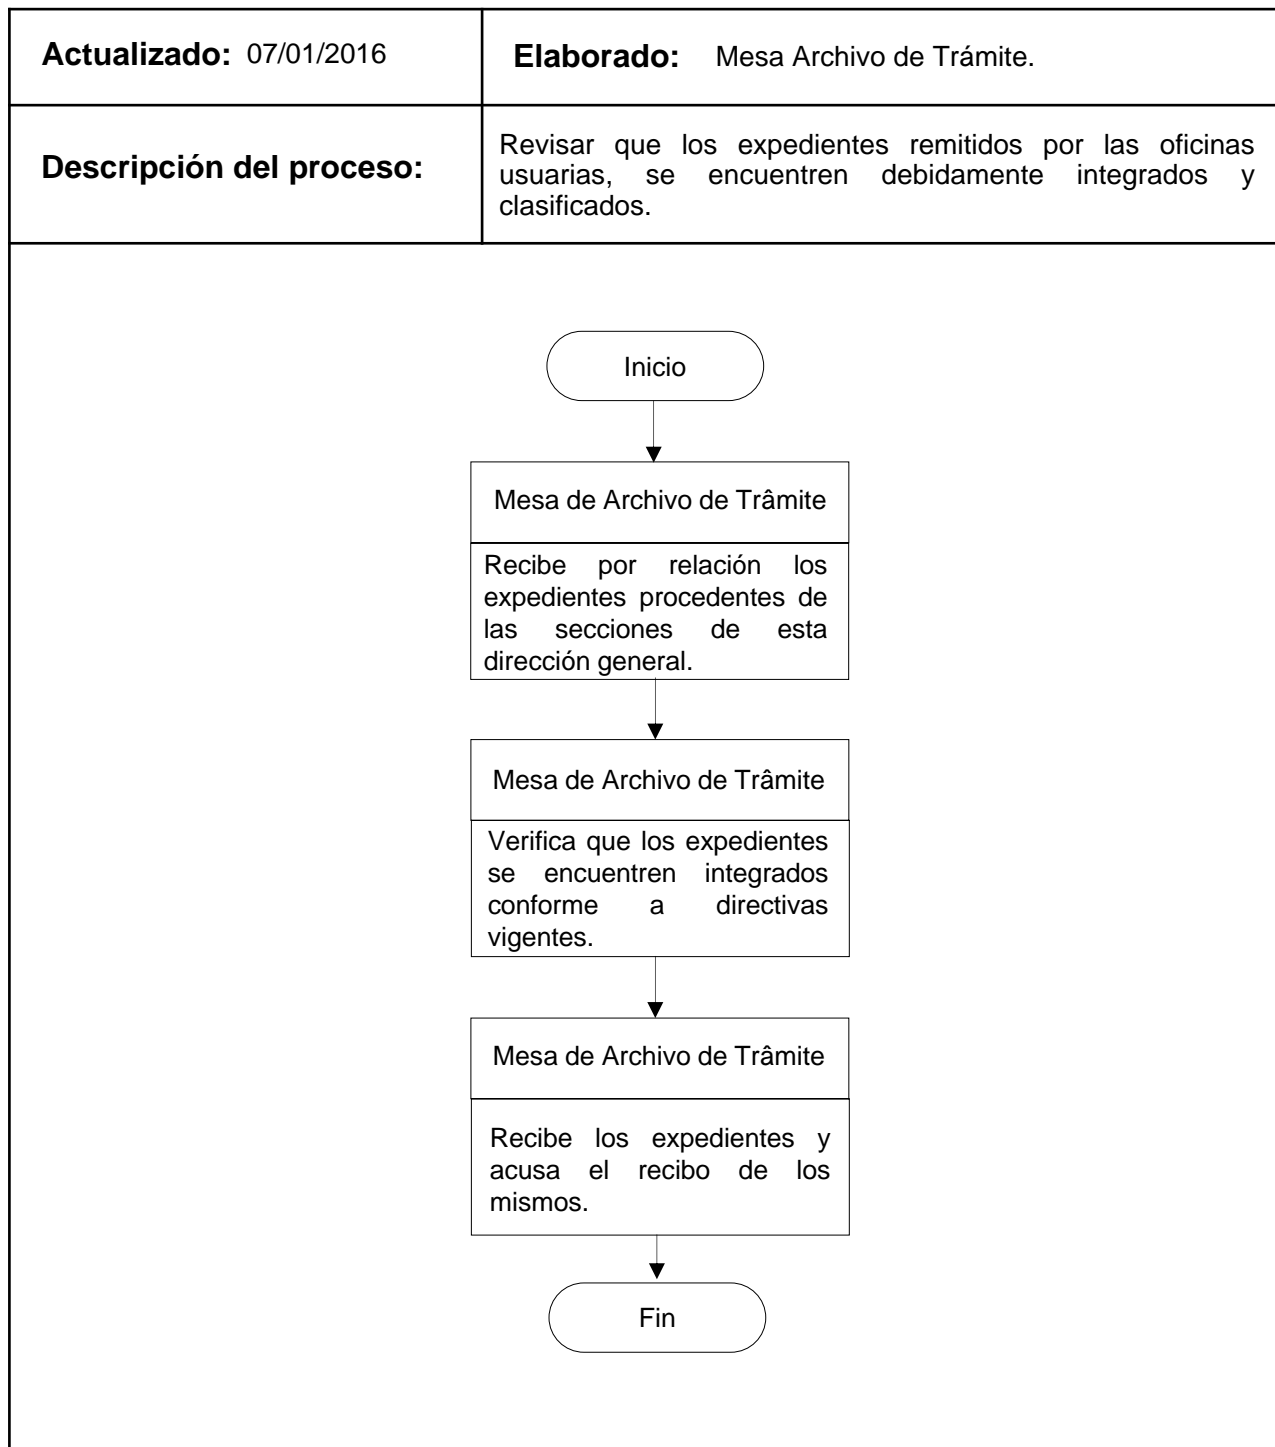 Actualizado: 07/01/2016
Elaborado: Mesa Archivo de Trámite.
Descripción del proceso:
Revisar que los expedientes remitidos por las oficinas
usuarias, se encuentren debidamente integrados y
clasificados.
Inicio
Mesa de Archivo de Trâmite
Recibe por relación los
expedientes procedentes de
las secciones de esta
dirección general.
Mesa de Archivo de Trâmite
Verifica que los expedientes
se encuentren integrados
conforme a directivas
vigentes.
Mesa de Archivo de Trâmite
Recibe los expedientes y
acusa el recibo de los
mismos.
Fin